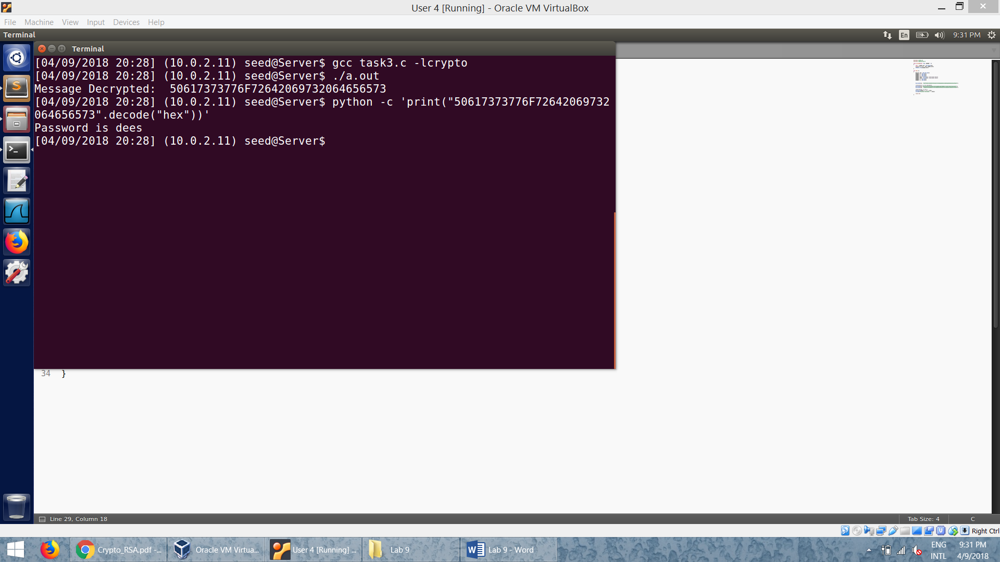 User 4 [Running] - Oracle VM VirtualBox
File Machine View Input Devices Help
Terminal
En
9:31 PM
Terminal
[04/09/2018 20:28] (10.0.2.11) seed@Server$ gcc task3.c -lcrypto
[04/09/2018 20:28] (10.0.2.11) seed@Server$ ./a.out
Message Decrypted:  50617373776F72642069732064656573
[04/09/2018 20:28] (10.0.2.11) seed@Server$ python -c 'print("50617373776F72642069732
064656573".decode("hex"))'
Password is dees
[04/09/2018 20:28] (10.0.2.11) seed@Server$
34 }
Line 29, Column 18
Tab Size: 4
C
Right Ctrl
Crypto_RSA.pdf -...
Oracle VM Virtua...
User 4 [Running] ...
Lab 9
Lab 9 - Word
ENG
INTL
9:31 PM
4/9/2018